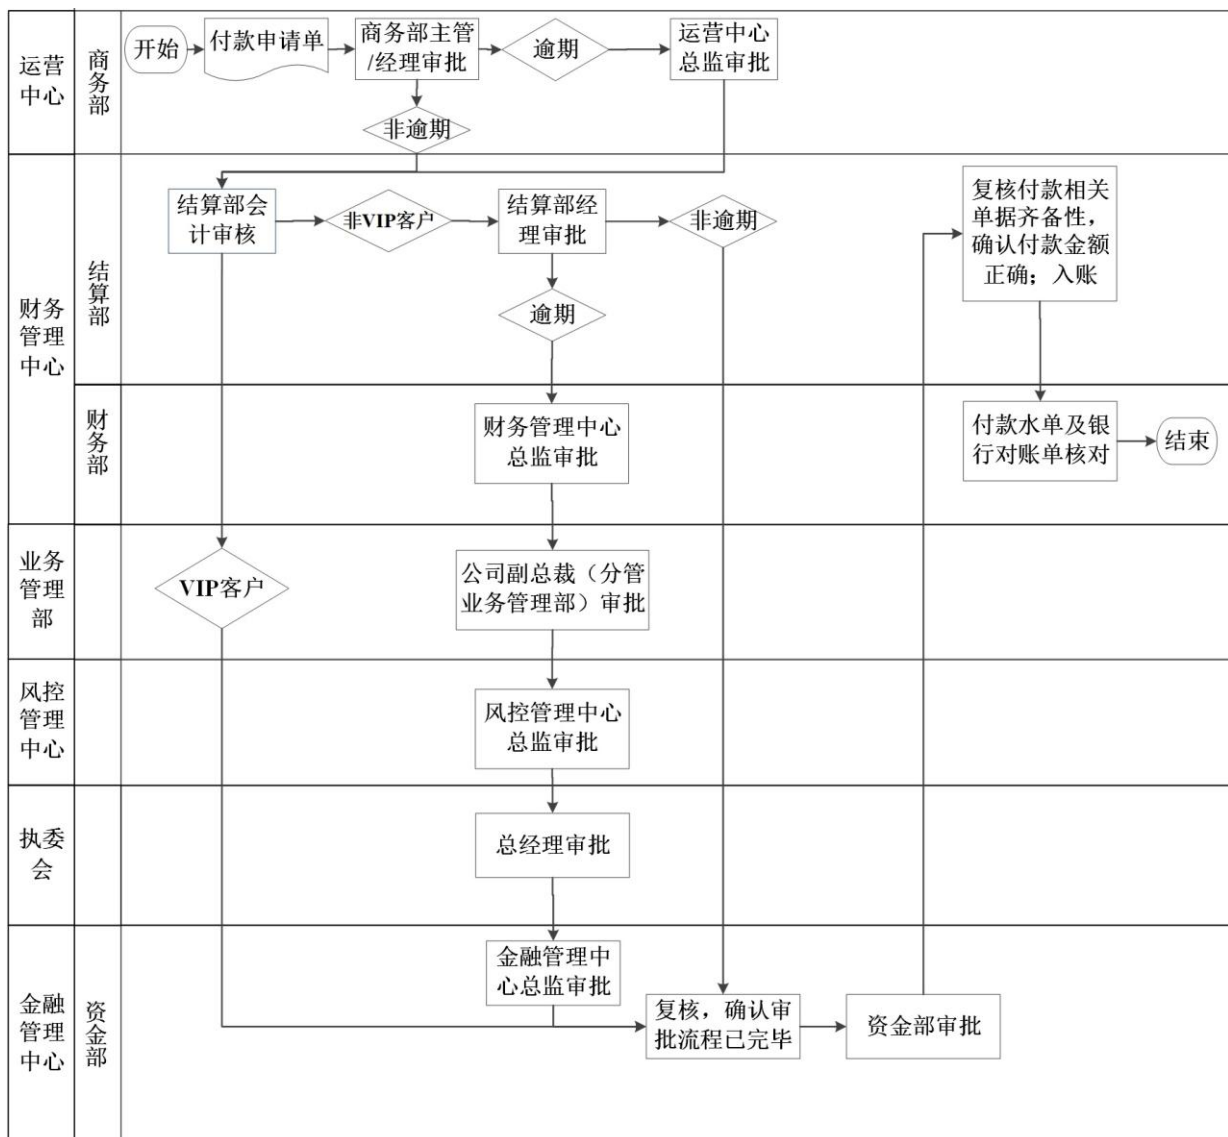 运营
中心
商
务
部
开始
付款申请单
商务部主管
/经理审批
逾期
运营中心
总监审批
非逾期
财务
管理
中心
结
算
部
结算部会
计审核
非VIP客户
结算部经
理审批
非逾期
复核付款相关
单据齐备性，
确认付款金额
正确；入账
逾期
财
务
部
财务管理中心
总监审批
付款水单及银
行对账单核对
结束
业务
管理
部
VIP客户
公司副总裁（分管
业务管理部）审批
风控
管理
中心
风控管理中心
总监审批
执委
会
总经理审批
金融
管理
中心
资
金
部
金融管理中
心总监审批
复核，确认审
批流程已完毕
资金部审批